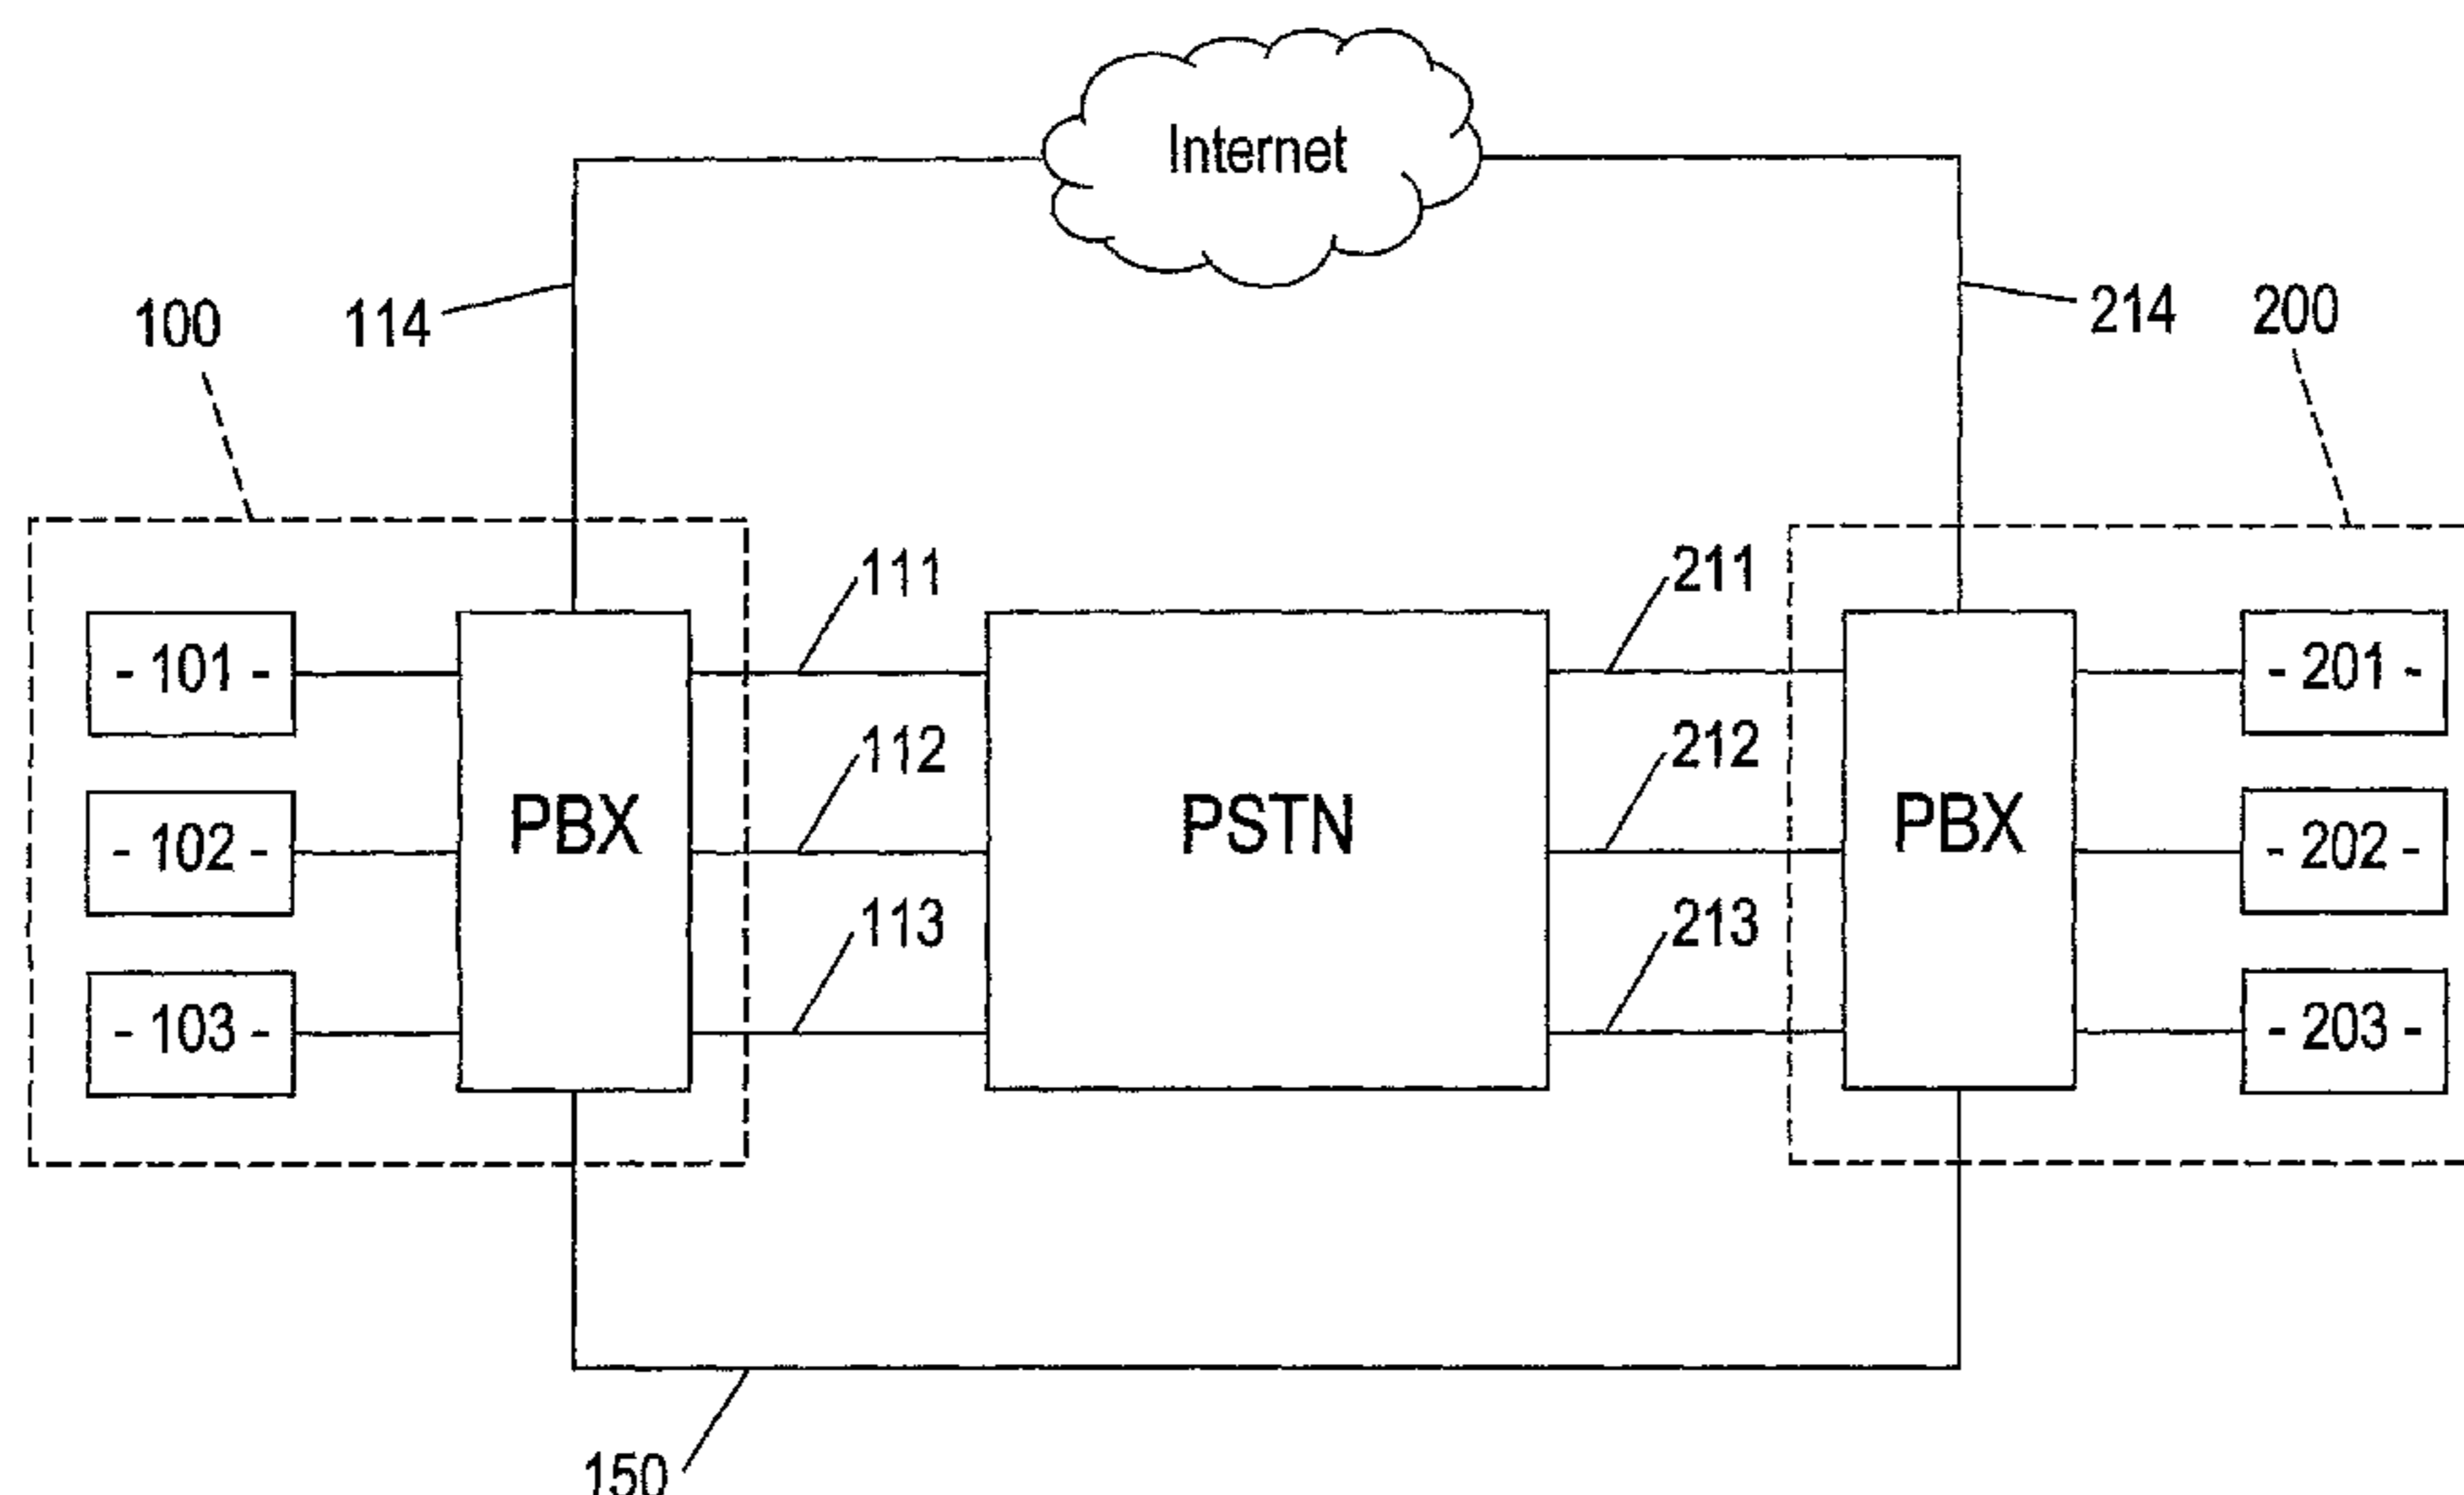 Internet
100
114
214
200
111
211
- 101 -
- 201 -
112
212
PBX
PSTN
PBX
- 102 -
- 202 -
113
213
- 103 -
- 203 -
150